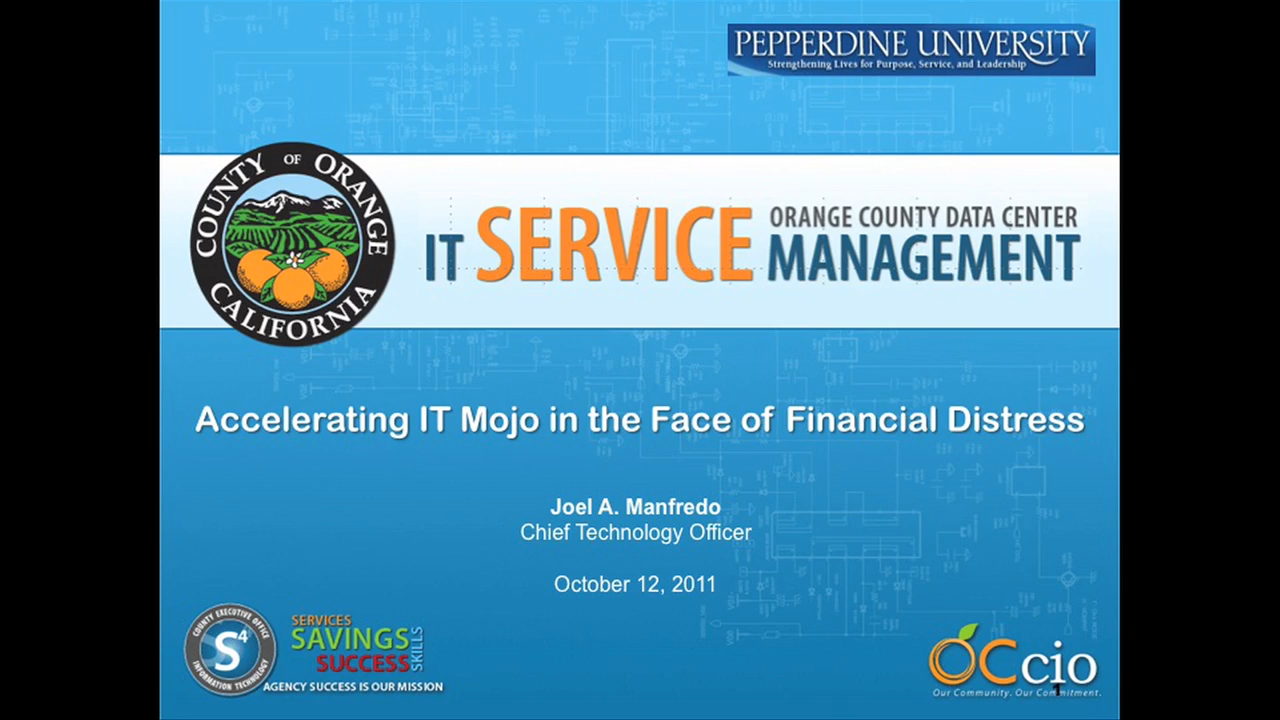 PEPPERDINE UNIVERSITY
Strengthening Lives for Purpose, Service, and Leadership
COUNTY OF ORANGE
CALIFORNIA
IT SERVICE MANAGEMENT
ORANGE COUNTY DATA CENTER
Accelerating IT Mojo in the Face of Financial Distress
Joel A. Manfredo
Chief Technology Officer
October 12, 2011
COUNTY EXECUTIVE OFFICE
S4
INFORMATION TECHNOLOGY
SERVICES
SAVINGS
SUCCESS
SKILLS
AGENCY SUCCESS IS OUR MISSION
OCcio
Our Community. Our Commitment.
1